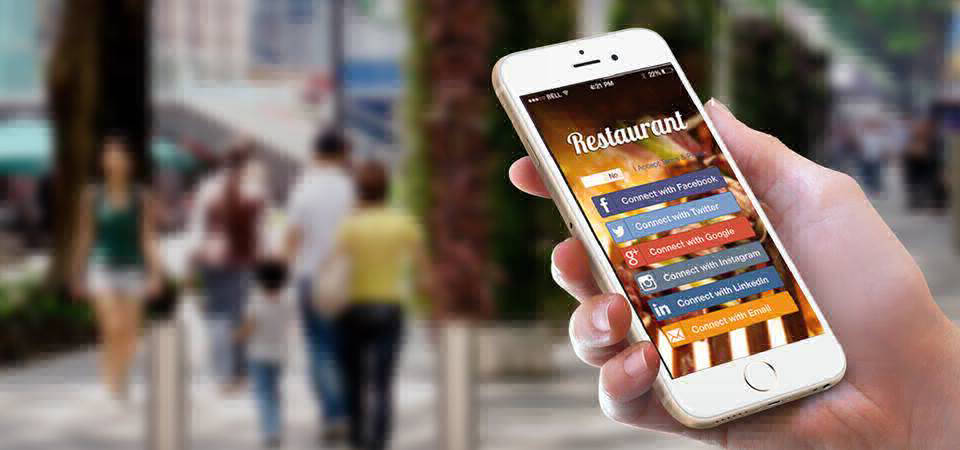 BELL 4:21 PM 22%
Restaurant
No I Accept
f Connect with Facebook
Connect with Twitter
g+ Connect with Google
Connect with Instagram
in Connect with LinkedIn
Connect with Email